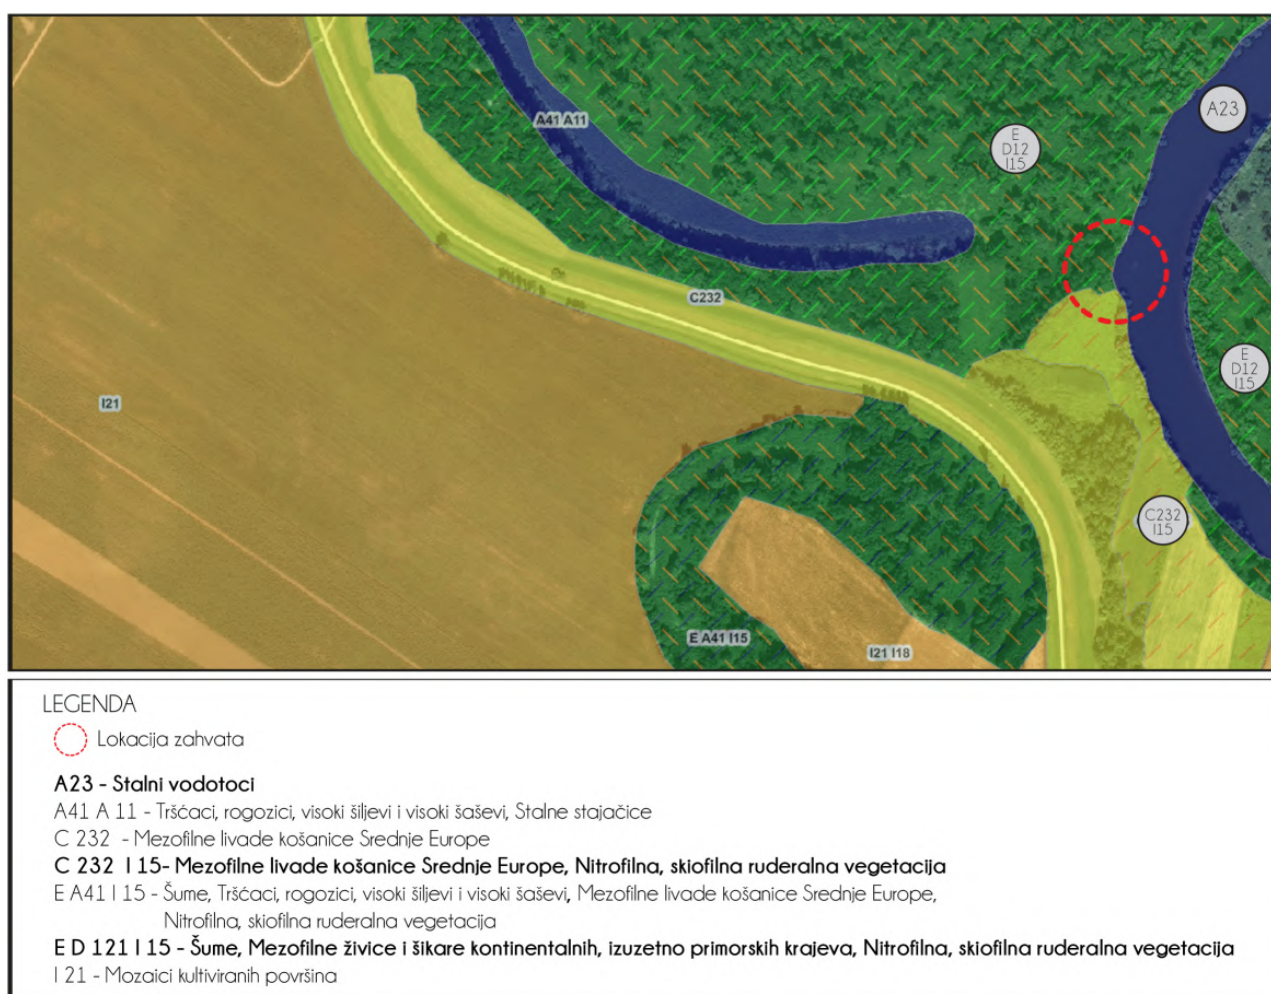 A41 A11
A23
E
D12
I15
C232
I21
E
D12
I15
C232
I15
E A41 I15
I21 I18
LEGENDA
Lokacija zahvata
A23 - Stalni vodotoci
A41 A 11 - Tršćaci, rogozici, visoki šiljevi i visoki šaševi, Stalne stajačice
C 232 - Mezofilne livade košanice Srednje Europe
C 232 I 15- Mezofilne livade košanice Srednje Europe, Nitrofilna, skiofilna ruderalna vegetacija
E A41 I 15 - Šume, Tršćaci, rogozici, visoki šiljevi i visoki šaševi, Mezofilne livade košanice Srednje Europe,
Nitrofilna, skiofilna ruderalna vegetacija
E D 121 I 15 - Šume, Mezofilne živice i šikare kontinentalnih, izuzetno primorskih krajeva, Nitrofilna, skiofilna ruderalna vegetacija
I 21 - Mozaici kultiviranih površina